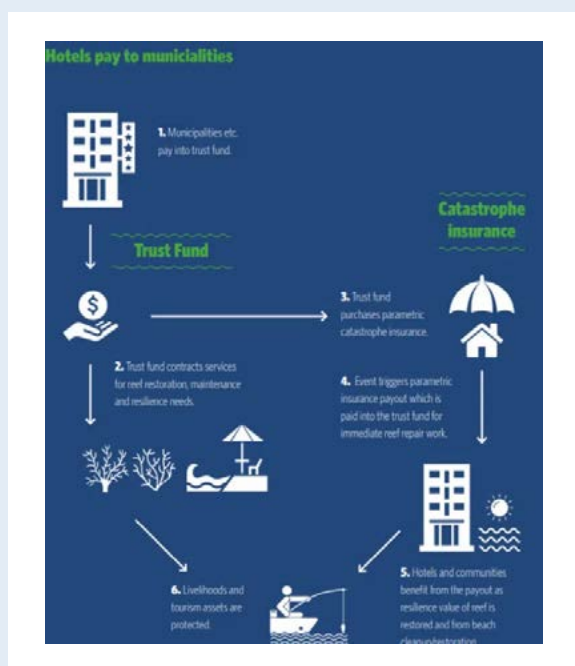 Hotels pay to municialities
1. Municipalities etc.
pay into trust fund.
Catastrophe
insurance
Trust Fund
$
3. Trust fund
purchases parametric
catastrophe insurance.
2. Trust fund contracts services
for reef restoration, maintenance
and resilience needs.
4. Event triggers parametric
insurance payout which is
paid into the trust fund for
immediate reef repair work.
5. Hotels and communities
benefit from the payout as
resilience value of reef is
restored and from beach
cleanup/restoration
6. Livelihoods and
tourism assets are
protected.